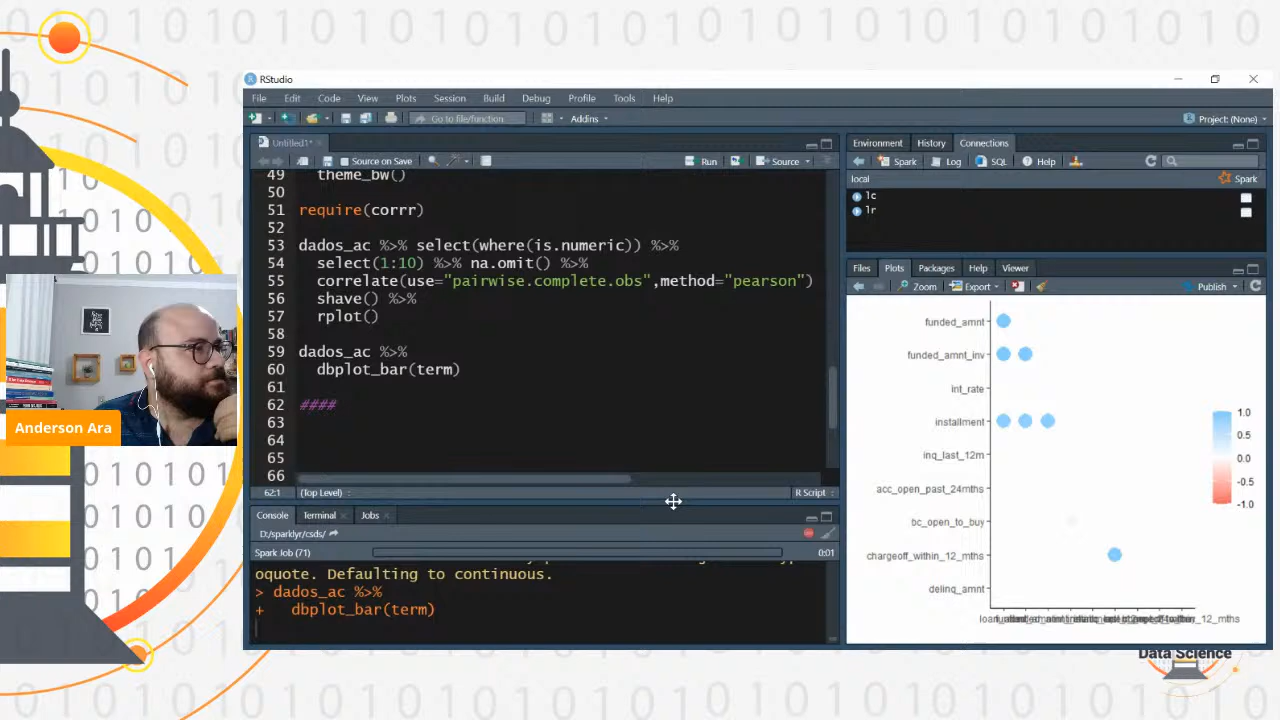 RStudio
File Edit Code View Plots Session Build Debug Profile Tools Help
Go to file/function
Addins
Project: (None)
Untitled1*
Source on Save
Run
Source
49 theme_bw()
50
51 require(corrr)
52
53 dados_ac %>% select(where(is.numeric)) %>%
54 select(1:10) %>% na.omit() %>%
55 correlate(use="pairwise.complete.obs",method="pearson")
56 shave() %>%
57 rplot()
58
59 dados_ac %>%
60 dbplot_bar(term)
61
62 ####
63
64
65
66
62:1 (Top Level) R Script
Console Terminal Jobs
D:/sparklyr/csds/
Spark Job (71) 0:01
oquote. Defaulting to continuous.
> dados_ac %>%
+ dbplot_bar(term)
Environment History Connections
Spark Log SQL Help
local Spark
lc
lr
Files Plots Packages Help Viewer
Zoom Export Publish
funded_amnt
funded_amnt_inv
int_rate
installment
inq_last_12m
acc_open_past_24mths
bc_open_to_buy
chargeoff_within_12_mths
delinq_amnt
1.0
0.5
0.0
-0.5
-1.0
Anderson Ara
Data Science